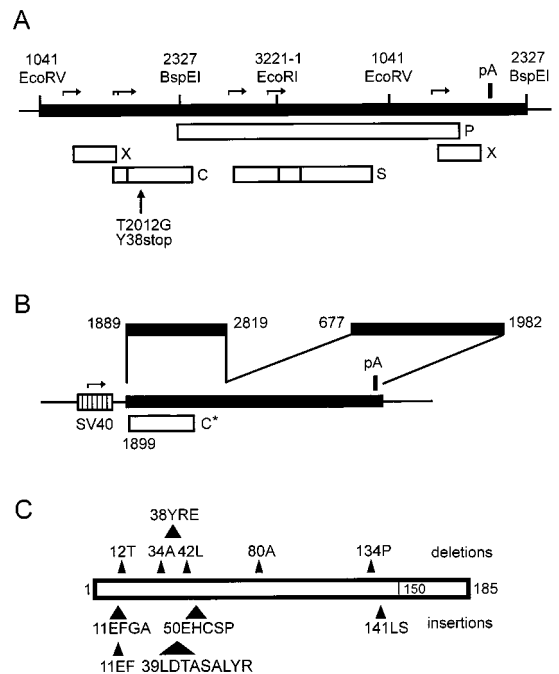 A
1041 2327 3221-1 1041 2327
EcoRV BspEI EcoRI EcoRV pA BspEI
P
X X
C S
T2012G
Y38stop
B
1889 2819 677 1982
pA
SV40 C*
1899
C
38YRE
12T 34A 42L 80A 134P deletions
1 150 185
11EFGA 50EHCSP 141LS insertions
11EF 39LDTASALYR